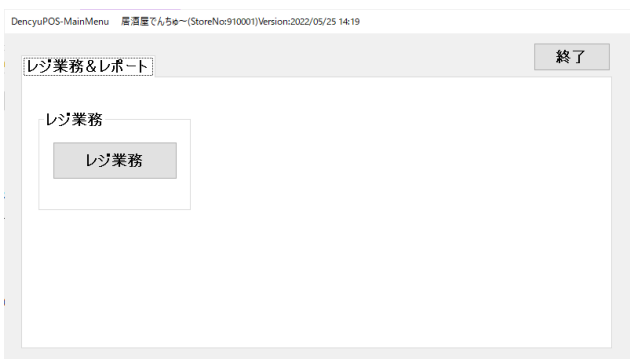 DencyuPOS-MainMenu 居酒屋でんちゅ～(StoreNo:910001)Version:2022/05/25 14:19
終了
レジ業務＆レポート
レジ業務
レジ業務